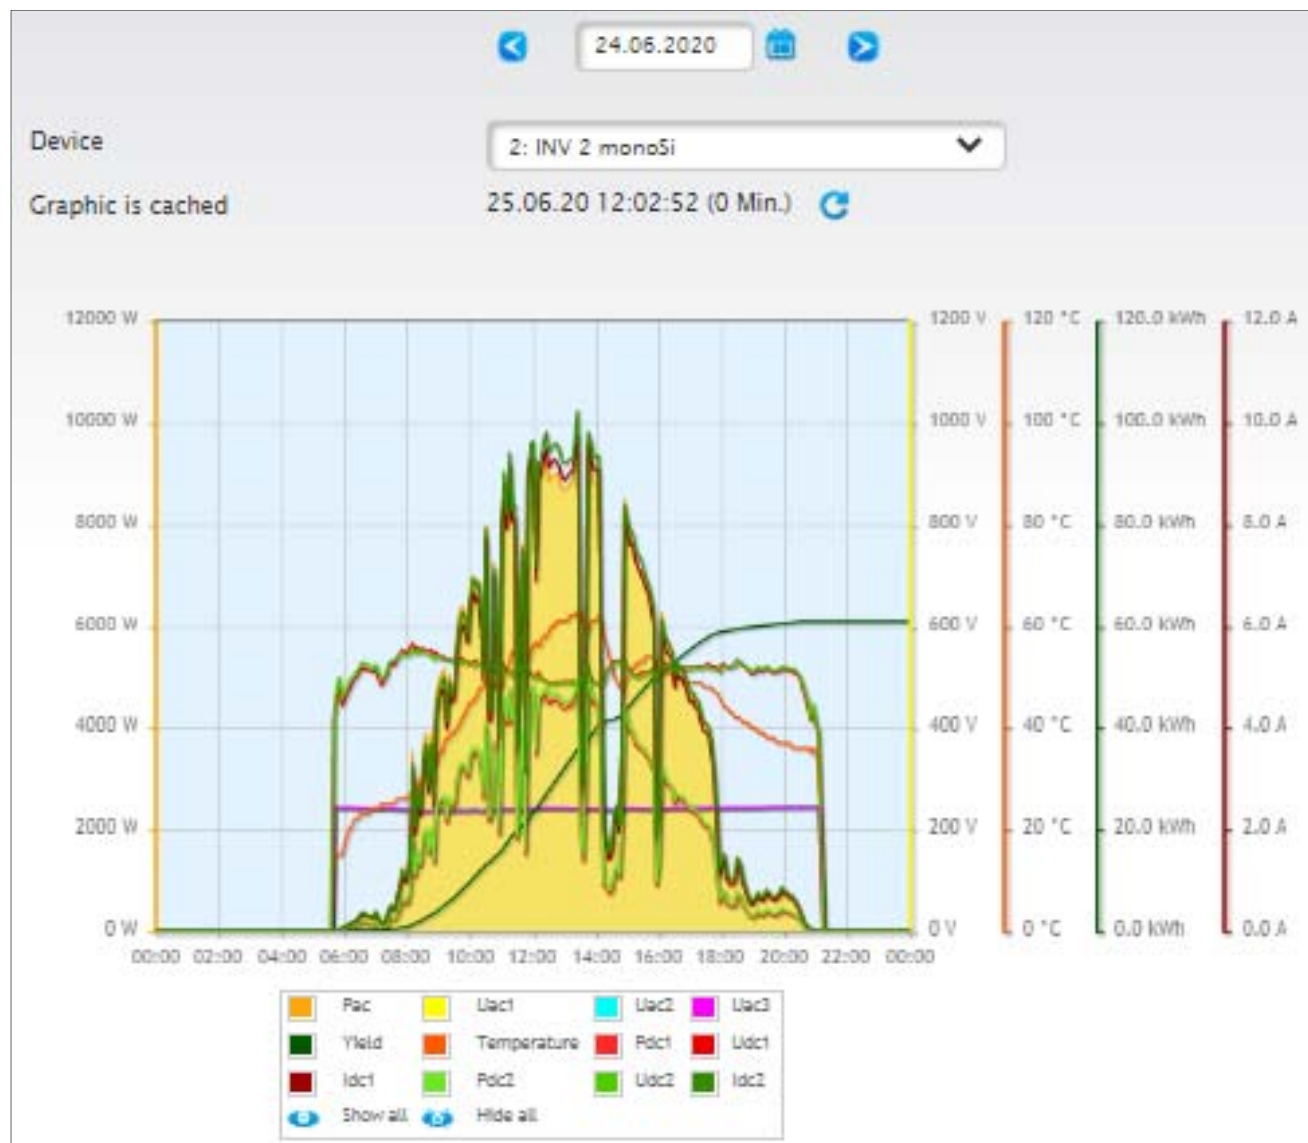 24.06.2020
Device
2: INV 2 monoSi
Graphic is cached
25.06.20 12:02:52 (0 Min.)
12000 W 1200 V 120 °C 120.0 kWh 12.0 A
10000 W 1000 V 100 °C 100.0 kWh 10.0 A
8000 W 800 V 80 °C 80.0 kWh 8.0 A
6000 W 600 V 60 °C 60.0 kWh 6.0 A
4000 W 400 V 40 °C 40.0 kWh 4.0 A
2000 W 200 V 20 °C 20.0 kWh 2.0 A
0 W 0 V 0 °C 0.0 kWh 0.0 A
00:00 02:00 04:00 06:00 08:00 10:00 12:00 14:00 16:00 18:00 20:00 22:00 00:00
Pac Uac1 Uac2 Uac3
Yield Temperature Pdc1 Udc1
Idc1 Pdc2 Udc2 Idc2
Show all Hide all